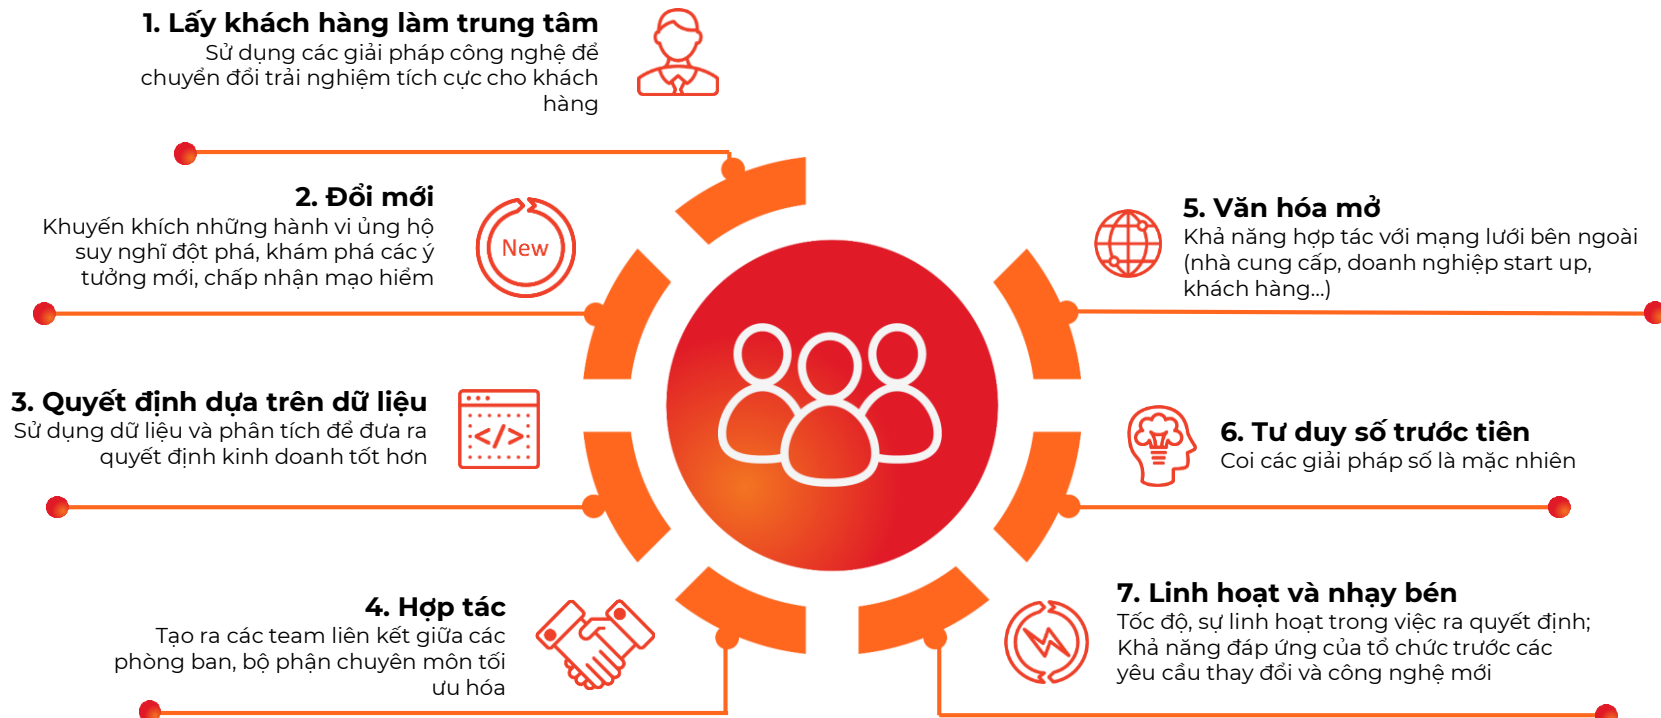 1. Lấy khách hàng làm trung tâm
Sử dụng các giải pháp công nghệ để
chuyển đổi trải nghiệm tích cực cho khách
hàng
2. Đổi mới
Khuyến khích những hành vi ủng hộ
suy nghĩ đột phá, khám phá các ý
tưởng mới, chấp nhận mạo hiểm
New
3. Quyết định dựa trên dữ liệu
Sử dụng dữ liệu và phân tích để đưa ra
quyết định kinh doanh tốt hơn
</>
4. Hợp tác
Tạo ra các team liên kết giữa các
phòng ban, bộ phận chuyên môn tối
ưu hóa
5. Văn hóa mở
Khả năng hợp tác với mạng lưới bên ngoài
(nhà cung cấp, doanh nghiệp start up,
khách hàng...)
6. Tư duy số trước tiên
Coi các giải pháp số là mặc nhiên
7. Linh hoạt và nhạy bén
Tốc độ, sự linh hoạt trong việc ra quyết định;
Khả năng đáp ứng của tổ chức trước các
yêu cầu thay đổi và công nghệ mới